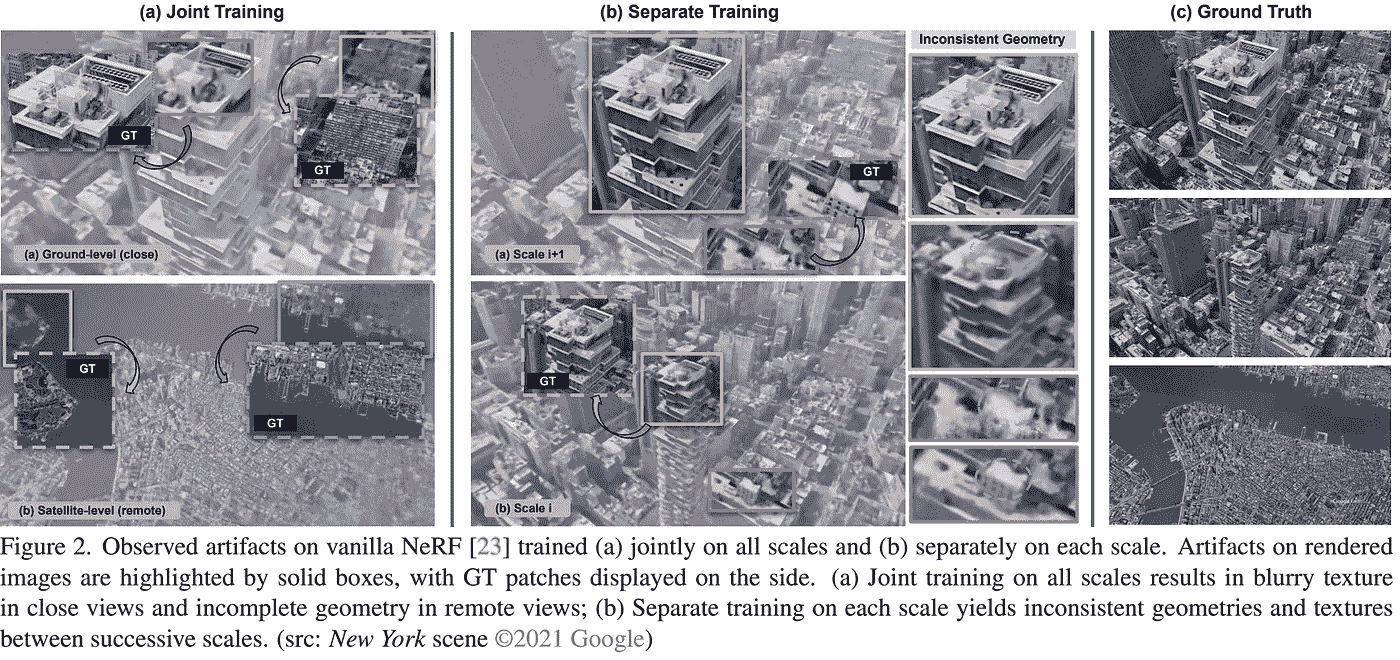 (a) Joint Training
(b) Separate Training
(c) Ground Truth
GT
GT
(a) Ground-level (close)
GT
GT
(b) Satellite-level (remote)
Inconsistent Geometry
GT
(a) Scale i+1
GT
(b) Scale i
Figure 2. Observed artifacts on vanilla NeRF [23] trained (a) jointly on all scales and (b) separately on each scale. Artifacts on rendered
images are highlighted by solid boxes, with GT patches displayed on the side. (a) Joint training on all scales results in blurry texture
in close views and incomplete geometry in remote views; (b) Separate training on each scale yields inconsistent geometries and textures
between successive scales. (src: New York scene ©2021 Google)